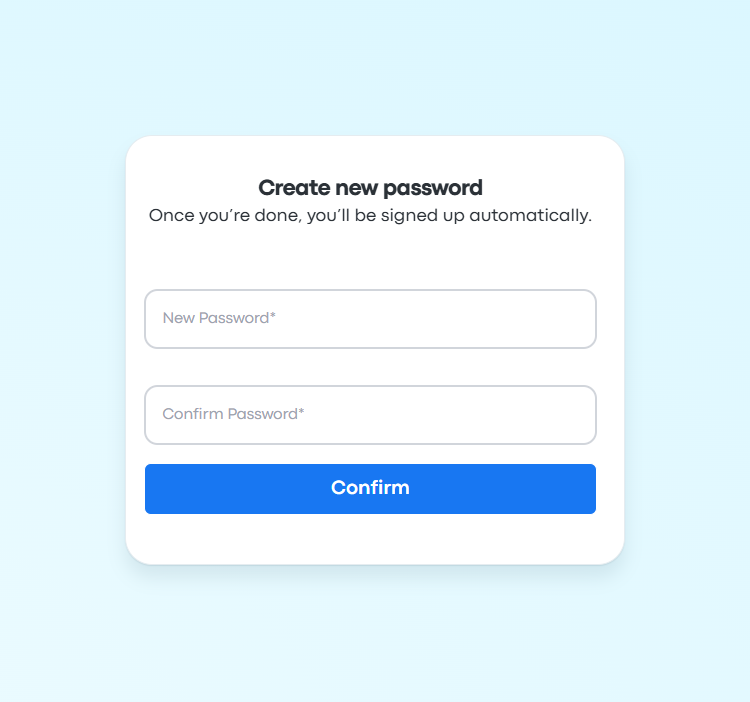 Create new password
Once you’re done, you’ll be signed up automatically.
New Password*
Confirm Password*
Confirm